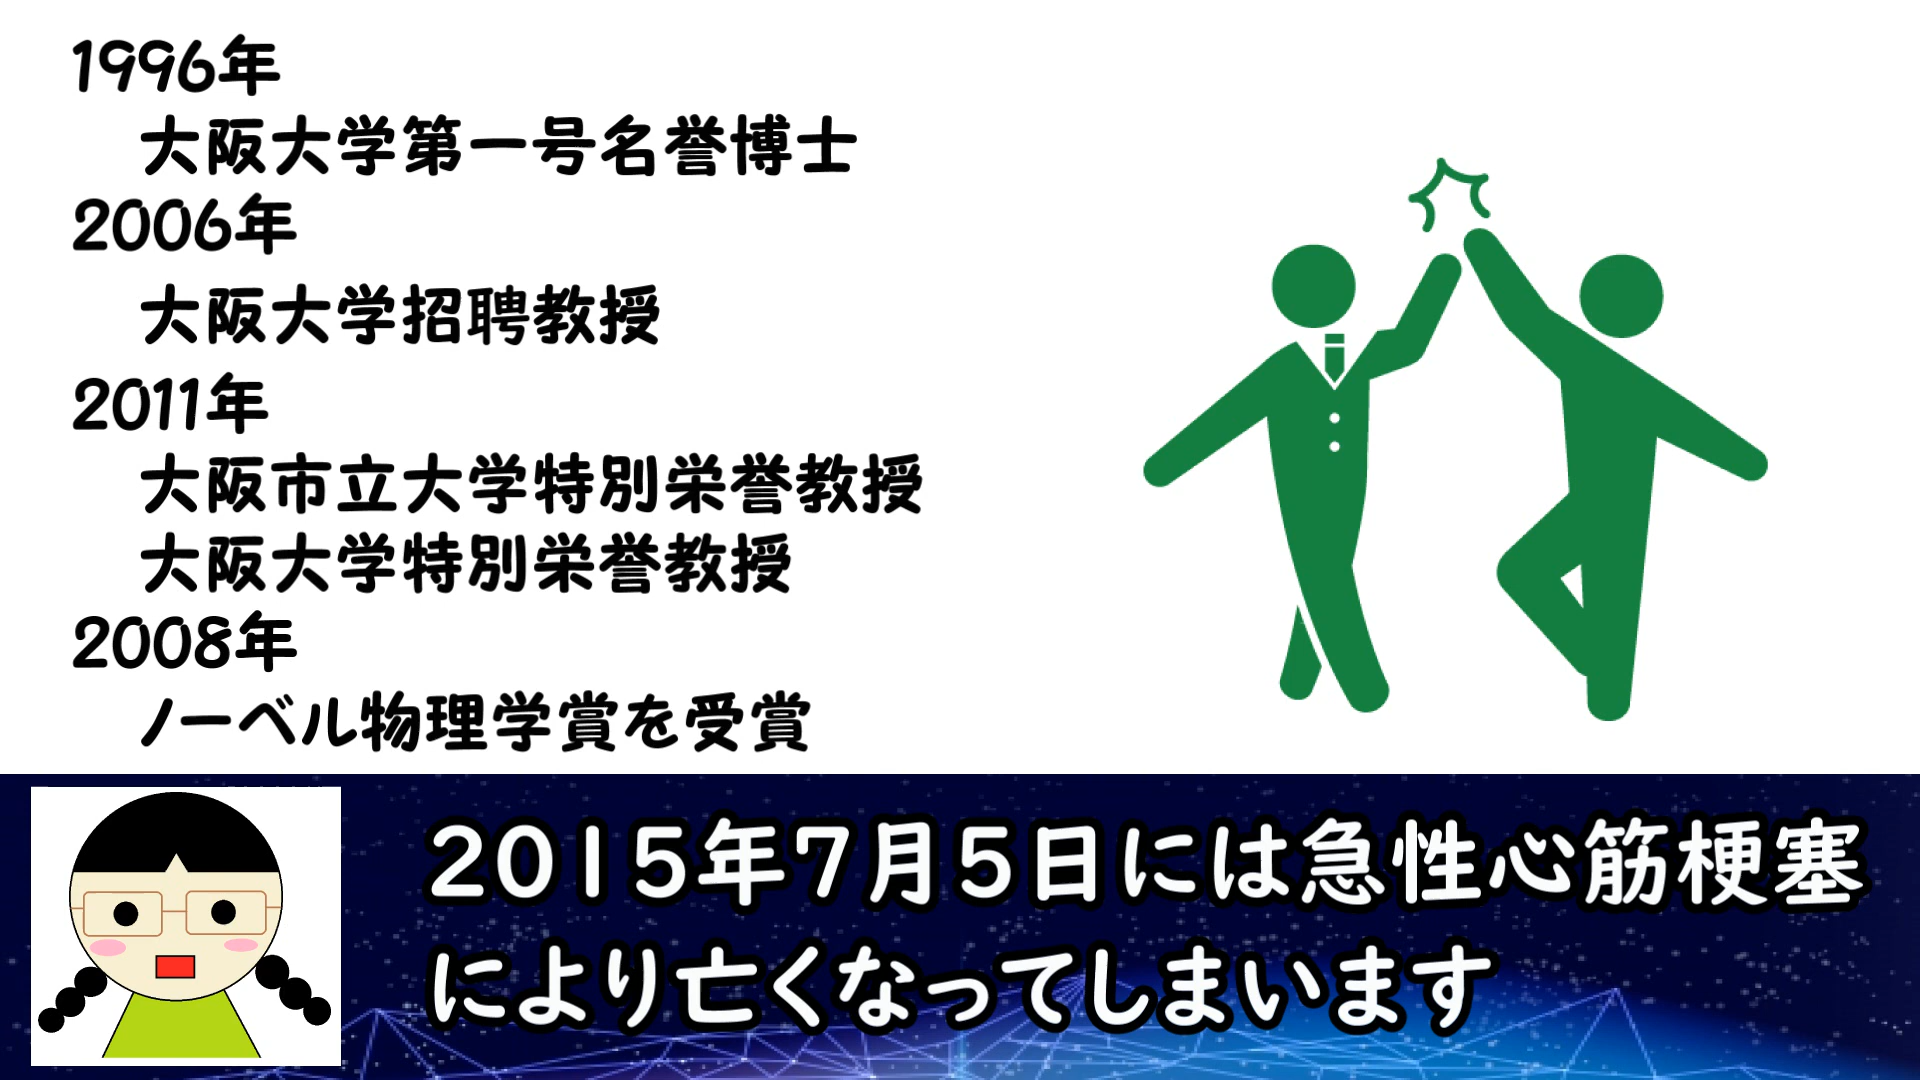 1996年
大阪大学第一号名誉博士
2006年
大阪大学招聘教授
2011年
大阪市立大学特別栄誉教授
大阪大学特別栄誉教授
2008年
ノーベル物理学賞を受賞
2015年7月5日には急性心筋梗塞
により亡くなってしまいます